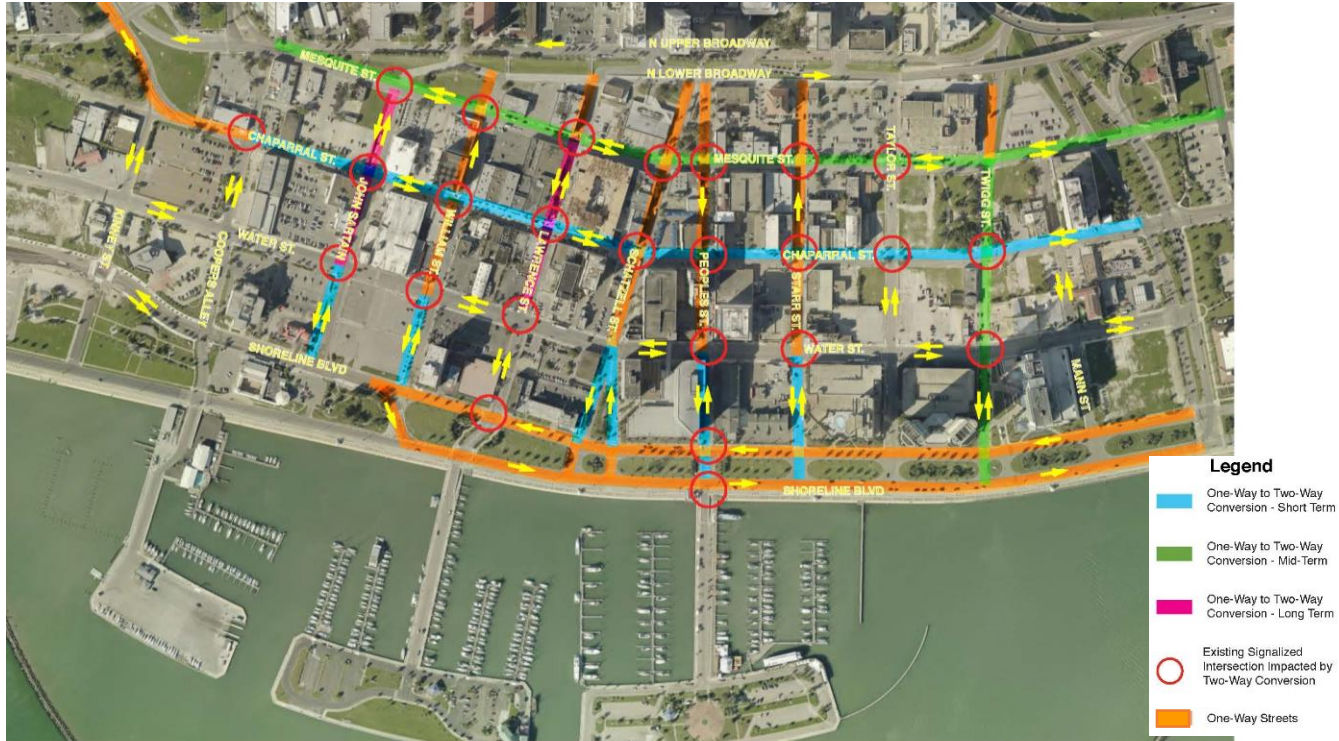 N UPPER BROADWAY
N LOWER BROADWAY
MESQUITE ST.
CHAPARRAL ST.
JOHN SARTAIN
WILLIAM ST.
N LAWRENCE ST.
SCHATZELL ST.
PEOPLES ST.
STARR ST.
TAYLOR ST.
TWIGG ST.
MESQUITE ST.
CHAPARRAL ST.
KINNEY ST.
COOPERS ALLEY
WATER ST.
WATER ST.
MANN ST
SHORELINE BLVD
SHORELINE BLVD
Legend
One-Way to Two-Way
Conversion - Short Term
One-Way to Two-Way
Conversion - Mid-Term
One-Way to Two-Way
Conversion - Long Term
Existing Signalized
Intersection Impacted by
Two-Way Conversion
One-Way Streets